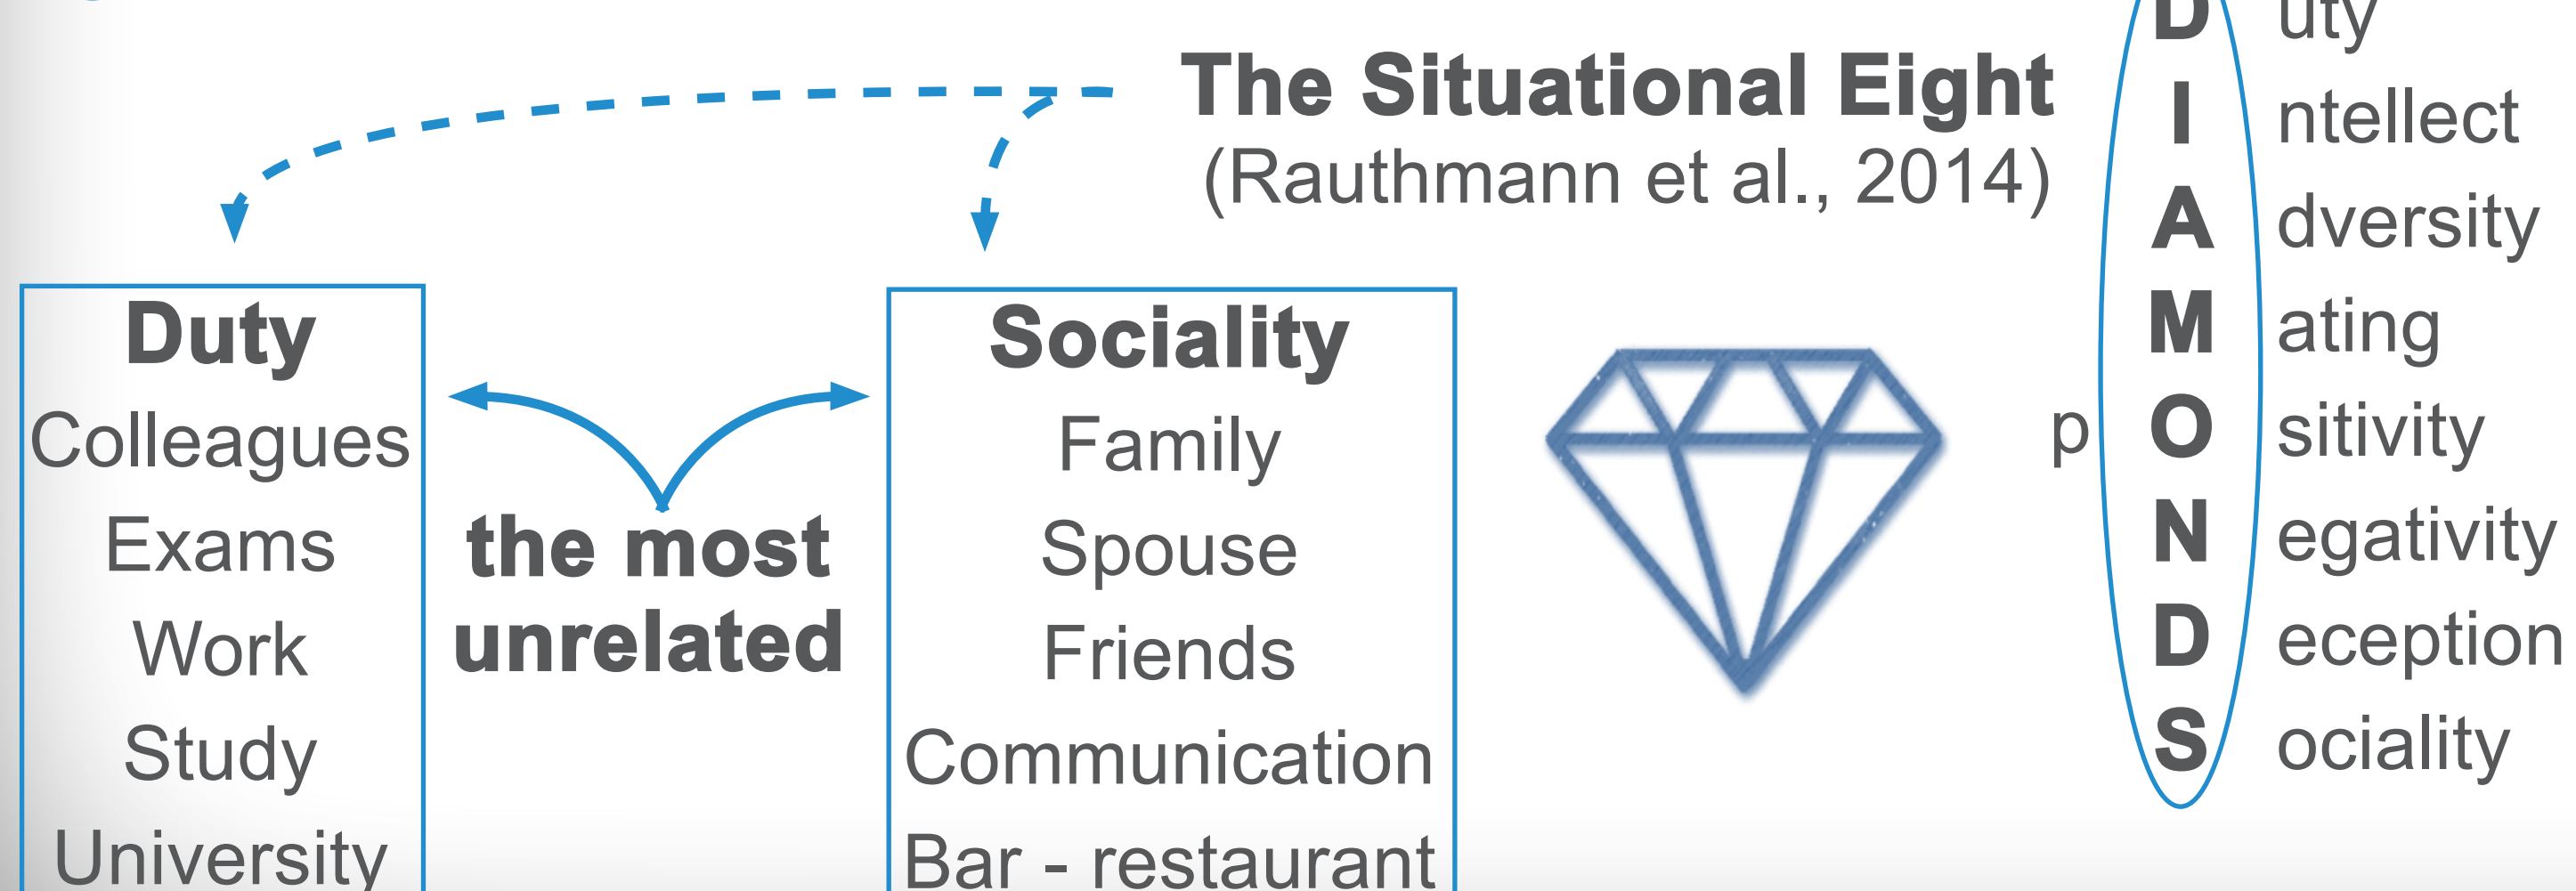 The Situational Eight
(Rauthmann et al., 2014)
Duty
Colleagues
Exams
Work
Study
University
the most
unrelated
Sociality
Family
Spouse
Friends
Communication
Bar - restaurant
D uty
I ntellect
A dversity
M ating
p O sitivity
N egativity
D eception
S ociality